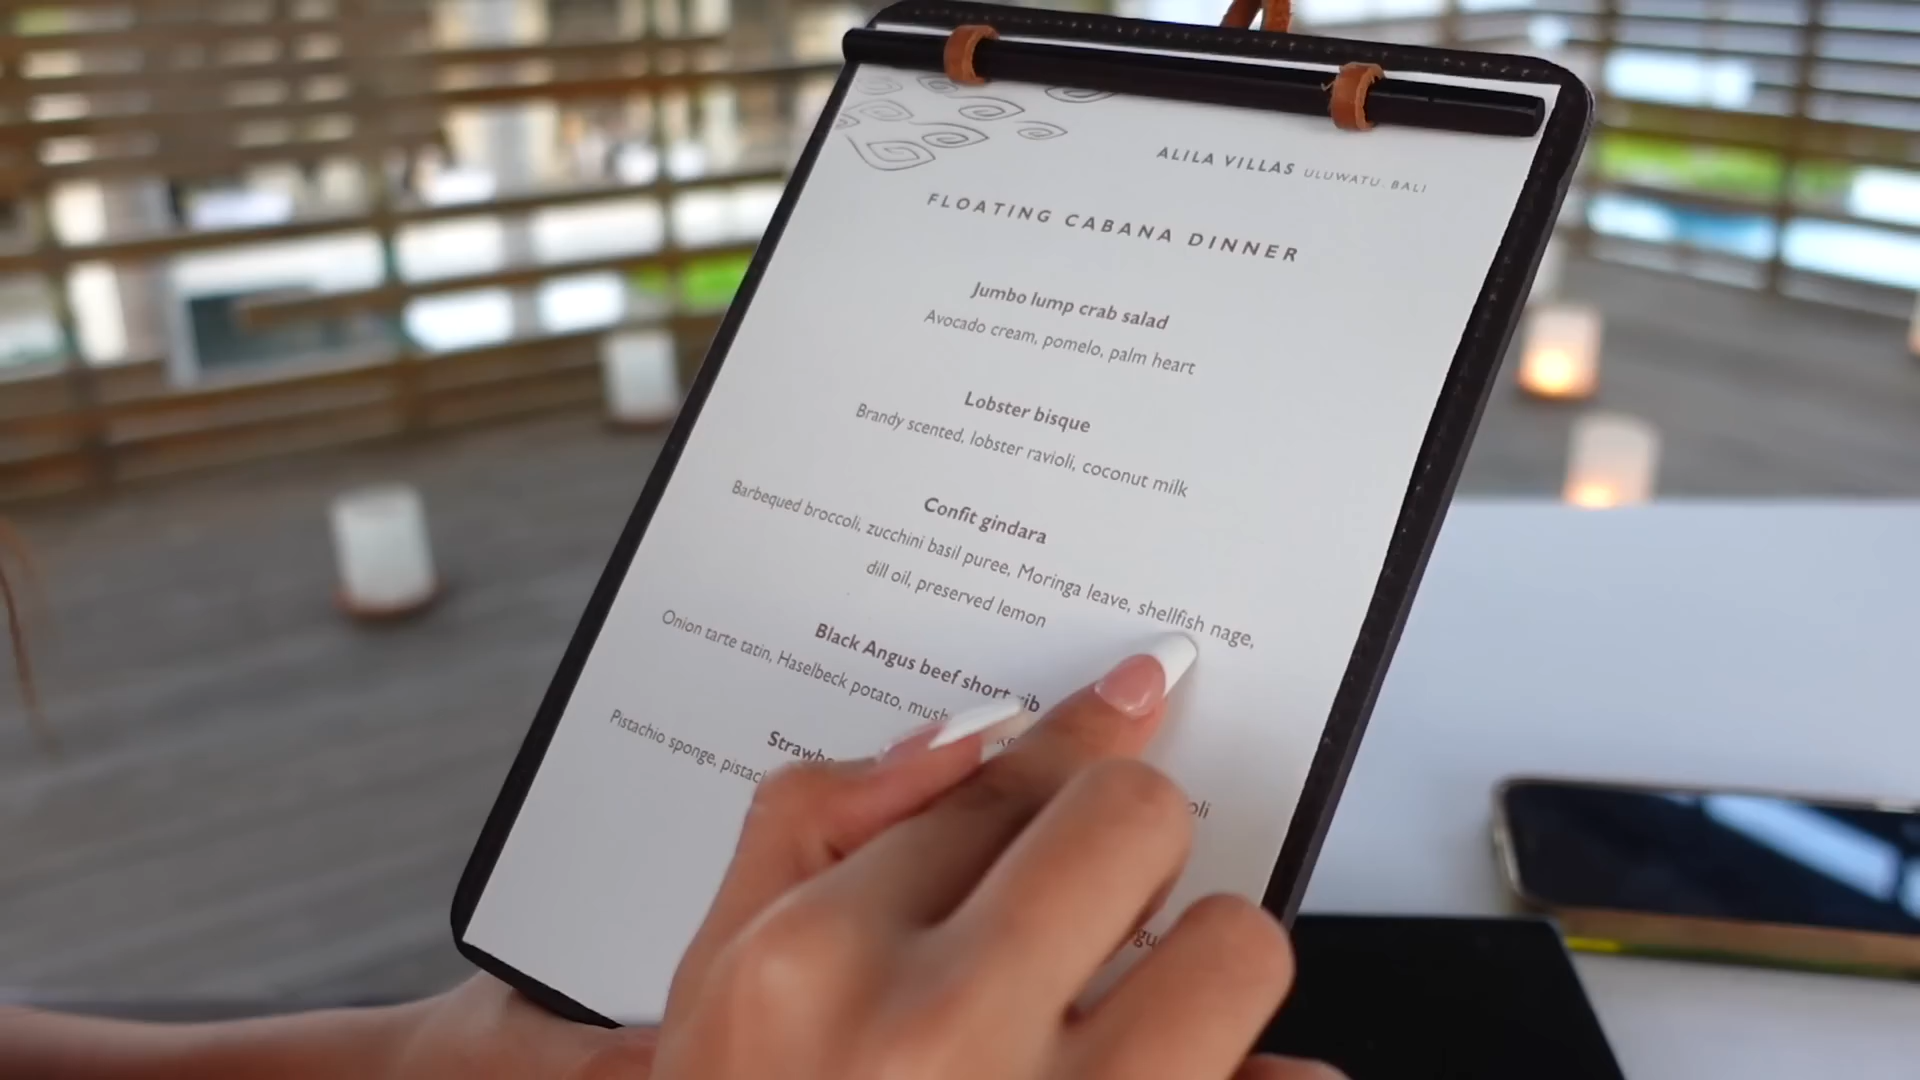 ALILA VILLAS ULUWATU. BALI
FLOATING CABANA DINNER
Jumbo lump crab salad
Avocado cream, pomelo, palm heart
Lobster bisque
Brandy scented, lobster ravioli, coconut milk
Confit gindara
Barbequed broccoli, zucchini basil puree, Moringa leave, shellfish nage,
dill oil, preserved lemon
Black Angus beef short rib
Onion tarte tatin, Haselbeck potato,
Pistachio sponge,